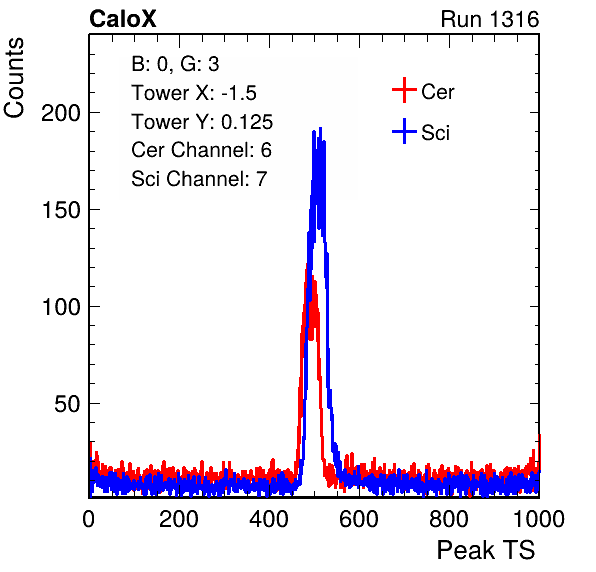 CaloX Run 1316
Counts
B: 0, G: 3
Tower X: -1.5
Tower Y: 0.125
Cer Channel: 6
Sci Channel: 7
Cer
Sci
200
150
100
50
0 200 400 600 800 1000
Peak TS